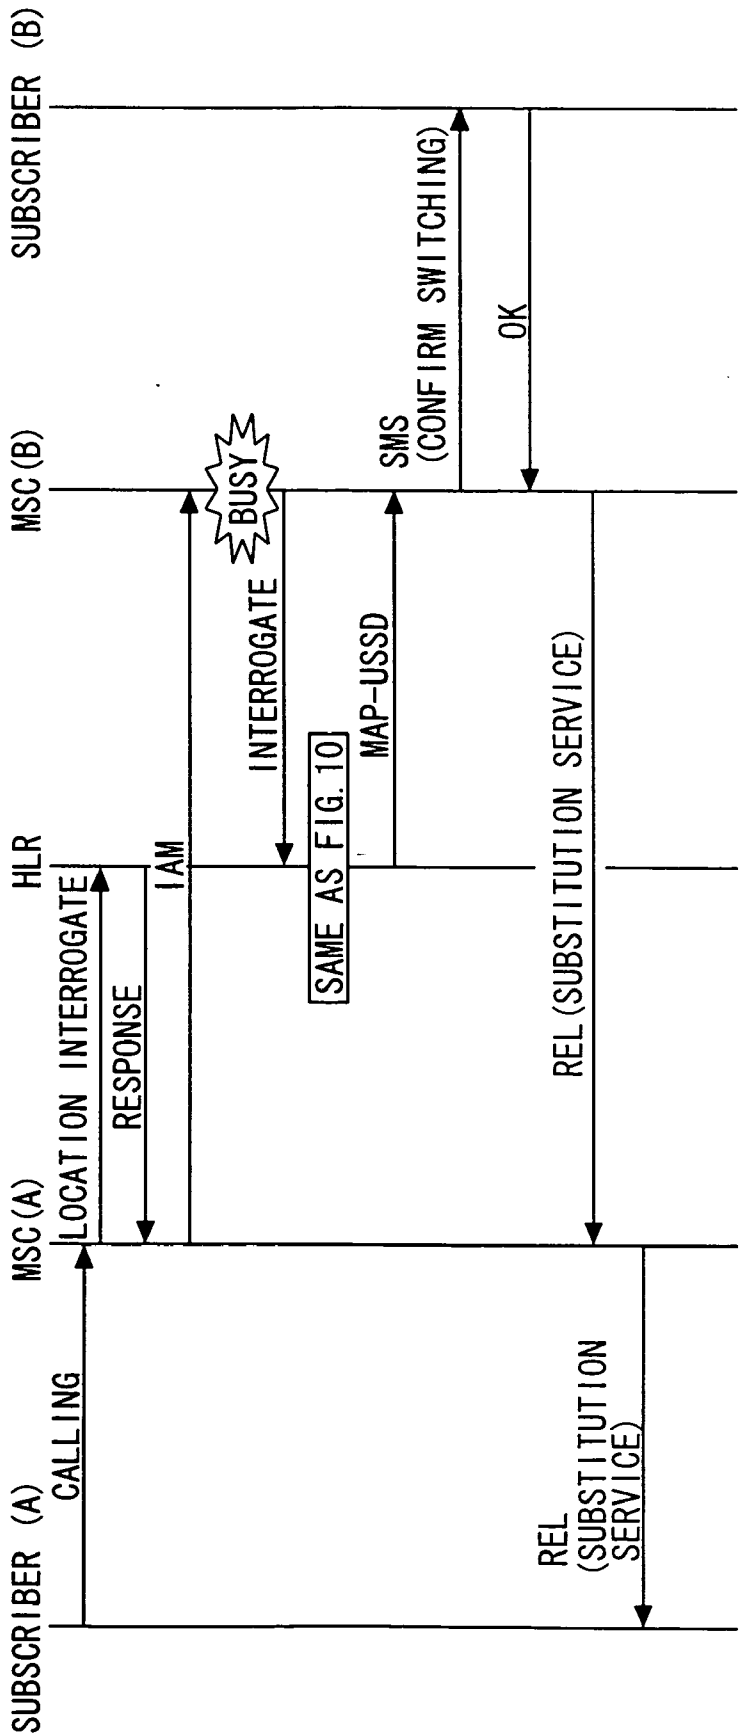 SUBSCRIBER (A)
MSC(A)
HLR
MSC(B)
SUBSCRIBER (B)
CALLING
LOCATION INTERROGATE
RESPONSE
IAM
BUSY
INTERROGATE
SAME AS FIG. 10
MAP-USSD
SMS
(CONFIRM SWITCHING)
OK
REL(SUBSTITUTION SERVICE)
REL
(SUBSTITUTION
SERVICE)